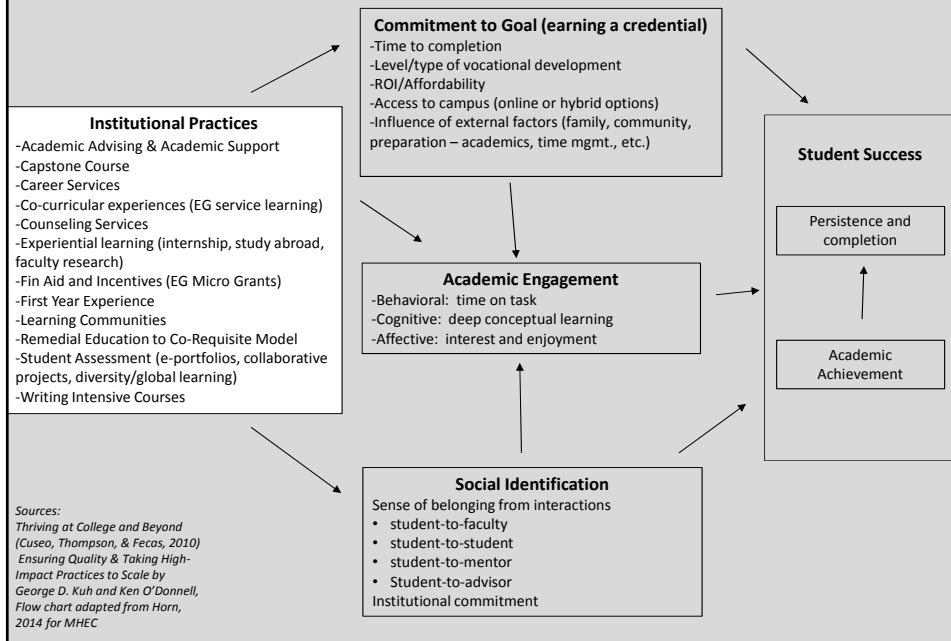 Commitment to Goal (earning a credential)
-Time to completion
-Level/type of vocational development
-ROI/Affordability
-Access to campus (online or hybrid options)
-Influence of external factors (family, community,
preparation – academics, time mgmt., etc.)
Institutional Practices
-Academic Advising & Academic Support
-Capstone Course
-Career Services
-Co-curricular experiences (EG service learning)
-Counseling Services
-Experiential learning (internship, study abroad,
faculty research)
-Fin Aid and Incentives (EG Micro Grants)
-First Year Experience
-Learning Communities
-Remedial Education to Co-Requisite Model
-Student Assessment (e-portfolios, collaborative
projects, diversity/global learning)
-Writing Intensive Courses
Academic Engagement
-Behavioral: time on task
-Cognitive: deep conceptual learning
-Affective: interest and enjoyment
Student Success
Persistence and
completion
Academic
Achievement
Social Identification
Sense of belonging from interactions
• student-to-faculty
• student-to-student
• student-to-mentor
• Student-to-advisor
Institutional commitment
Sources:
Thriving at College and Beyond
(Cuseo, Thompson, & Fecas, 2010)
Ensuring Quality & Taking High-
Impact Practices to Scale by
George D. Kuh and Ken O'Donnell,
Flow chart adapted from Horn,
2014 for MHEC